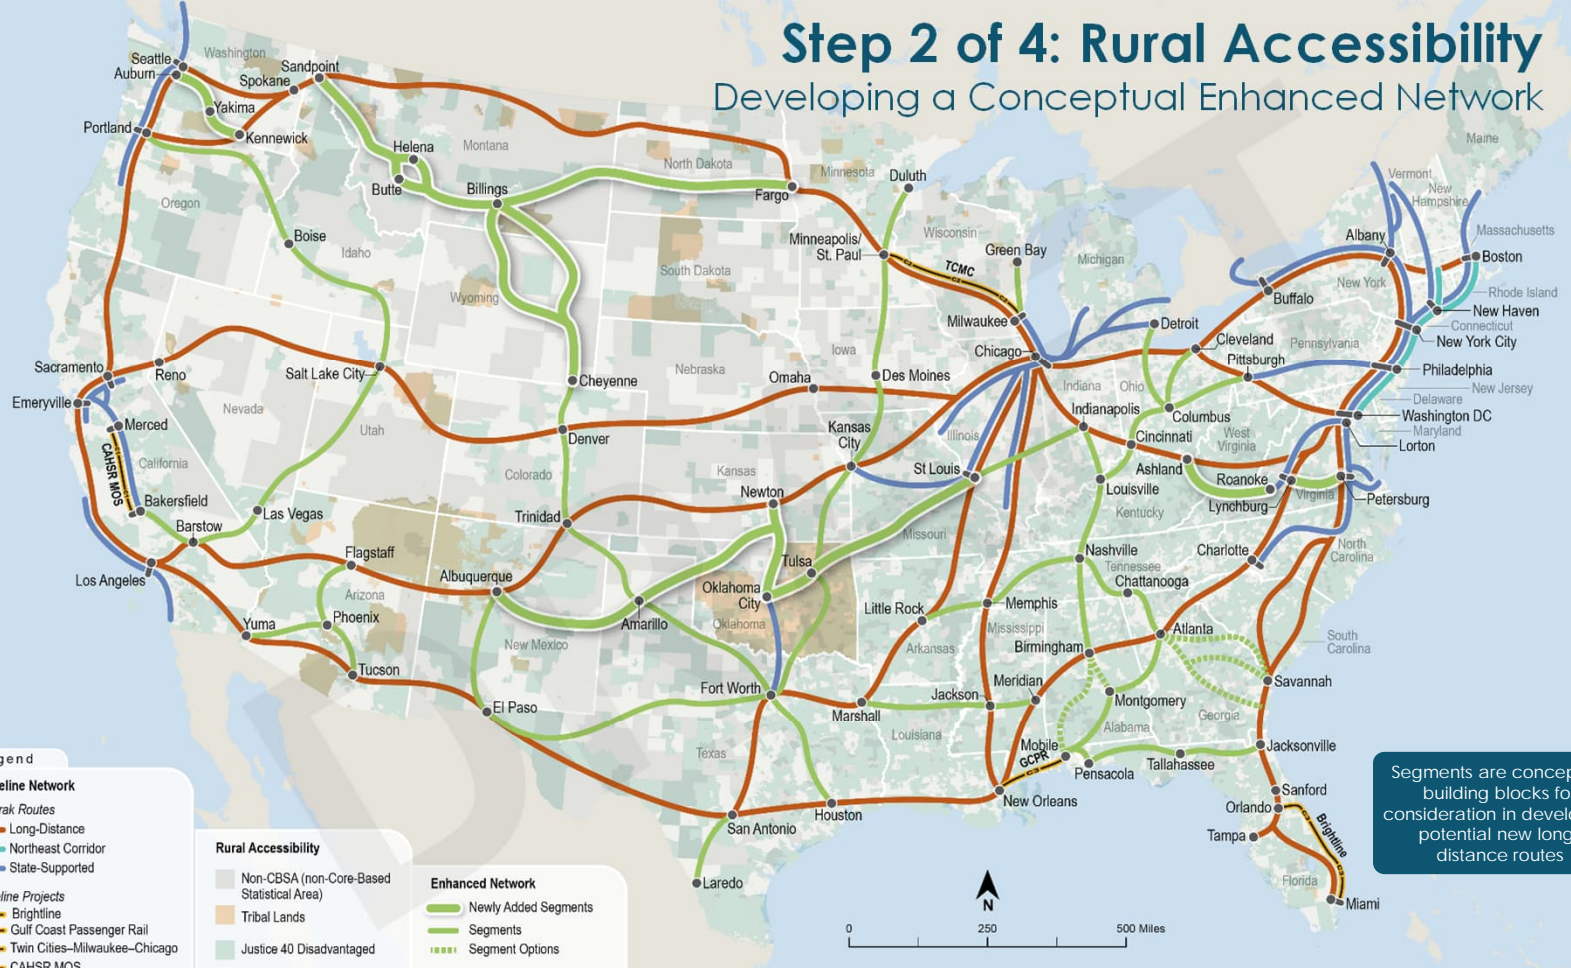 Step 2 of 4: Rural Accessibility
Developing a Conceptual Enhanced Network
Seattle
Auburn
Washington
Spokane
Sandpoint
Yakima
Portland
Kennewick
Helena
Montana
Butte
Billings
North Dakota
Fargo
Minnesota
Duluth
Maine
Vermont
New
Hampshire
Oregon
Boise
Idaho
Wyoming
South Dakota
Minneapolis/
St. Paul
TCMC
Wisconsin
Green Bay
Michigan
Albany
Massachusetts
Boston
New York
Buffalo
Rhode Island
New Haven
Connecticut
New York City
Milwaukee
Detroit
Chicago
Cleveland
Pittsburgh
Pennsylvania
Philadelphia
New Jersey
Delaware
Washington DC
Maryland
Lorton
Sacramento
Reno
Salt Lake City
Cheyenne
Nebraska
Iowa
Omaha
Des Moines
Indiana
Ohio
Emeryville
Merced
Nevada
Utah
Denver
Kansas
City
Illinois
Indianapolis
Columbus
Cincinnati
West
Virginia
CAHSR MOS
California
Colorado
Kansas
St Louis
Ashland
Roanoke
Virginia
Petersburg
Lynchburg
Louisville
Kentucky
Bakersfield
Las Vegas
Barstow
Trinidad
Newton
Missouri
Los Angeles
Flagstaff
Albuquerque
Tulsa
Oklahoma
City
Nashville
Tennessee
Chattanooga
Charlotte
North
Carolina
Arizona
Phoenix
Yuma
New Mexico
Amarillo
Oklahoma
Little Rock
Memphis
Mississippi
Arkansas
Birmingham
Atlanta
South
Carolina
Tucson
El Paso
Fort Worth
Marshall
Jackson
Meridian
Montgomery
Alabama
Georgia
Savannah
Texas
Louisiana
Mobile
GCPR
Pensacola
Tallahassee
Jacksonville
New Orleans
Houston
San Antonio
Laredo
Sanford
Orlando
Tampa
Brightline
Florida
Miami
gend
eline Network
rak Routes
Long-Distance
Northeast Corridor
State-Supported
line Projects
Brightline
Gulf Coast Passenger Rail
Twin Cities–Milwaukee–Chicago
CAHSR MOS
Rural Accessibility
Non-CBSA (non-Core-Based
Statistical Area)
Tribal Lands
Justice 40 Disadvantaged
Enhanced Network
Newly Added Segments
Segments
Segment Options
N
0 250 500 Miles
Segments are concep
building blocks fo
consideration in develo
potential new long
distance routes